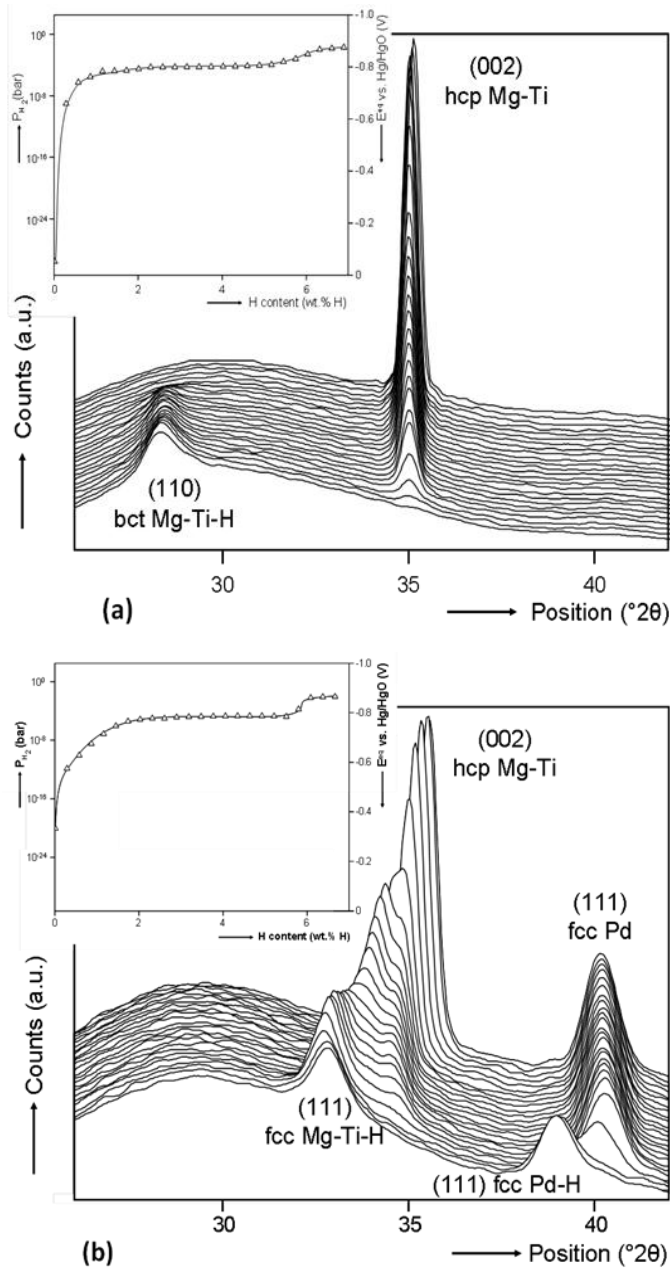 10⁰
10⁻⁸
10⁻¹⁶
10⁻²⁴
P_H₂(bar)
-1.0
-0.8
-0.6
-0.4
-0.2
0
E^eq vs. Hg/HgO (V)
0 2 4 6
H content (wt.% H)
(002)
hcp Mg-Ti
Counts (a.u.)
(110)
bct Mg-Ti-H
30 35 40
(a)
Position (°2θ)
10⁰
10⁻⁸
10⁻¹⁶
10⁻²⁴
P_H₂ (bar)
-1.0
-0.8
-0.6
-0.4
-0.2
0
E^eq vs. Hg/HgO (V)
0 2 4 6
H content (wt.% H)
(002)
hcp Mg-Ti
(111)
fcc Pd
Counts (a.u.)
(111)
fcc Mg-Ti-H
(111) fcc Pd-H
30 35 40
(b)
Position (°2θ)